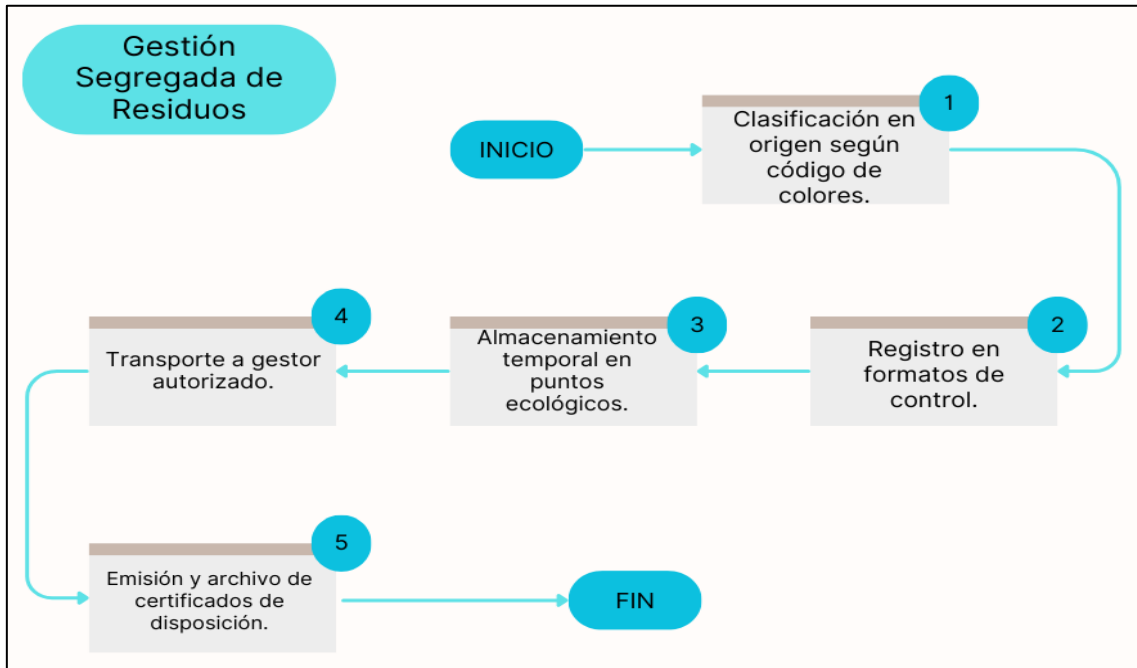 Gestión
Segregada de
Residuos
INICIO
1
Clasificación en
origen según
código de
colores.
2
Registro en
formatos de
control.
3
Almacenamiento
temporal en
puntos
ecológicos.
4
Transporte a gestor
autorizado.
5
Emisión y archivo de
certificados de
disposición.
FIN